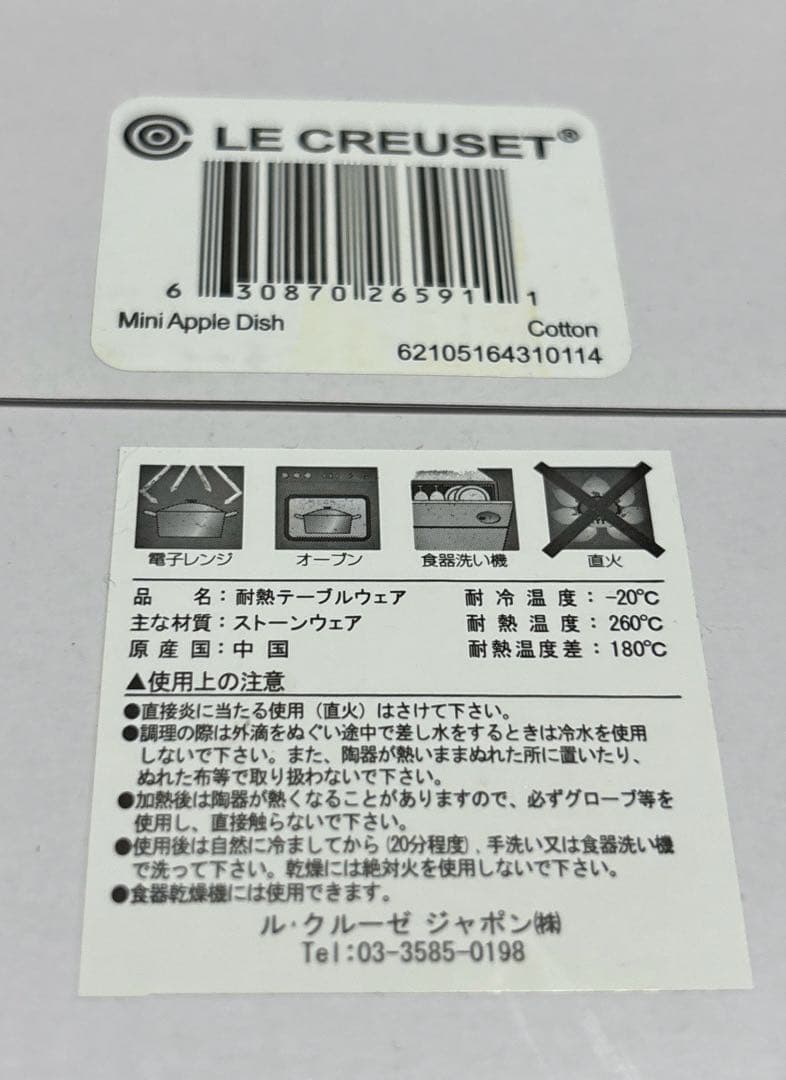 LE CREUSET®
6 30870 26591 1
Mini Apple Dish Cotton
62105164310114
電子レンジ オーブン 食器洗い機 直火
品 名：耐熱テーブルウェア 耐冷温度：-20℃
主な材質：ストーンウェア 耐熱温度：260℃
原産国：中国 耐熱温度差：180℃
▲使用上の注意
●直接炎に当たる使用（直火）はさけて下さい。
●調理の際は外滴をぬぐい途中で差し水をするときは冷水を使用
しないで下さい。また、陶器が熱いままぬれた所に置いたり、
ぬれた布等で取り扱わないで下さい。
●加熱後は陶器が熱くなることがありますので、必ずグローブ等を
使用し、直接触らないで下さい。
●使用後は自然に冷ましてから(20分程度)、手洗い又は食器洗い機
で洗って下さい。乾燥には絶対火を使用しないで下さい。
●食器乾燥機には使用できます。
ル・クルーゼ ジャポン㈱
Tel:03-3585-0198